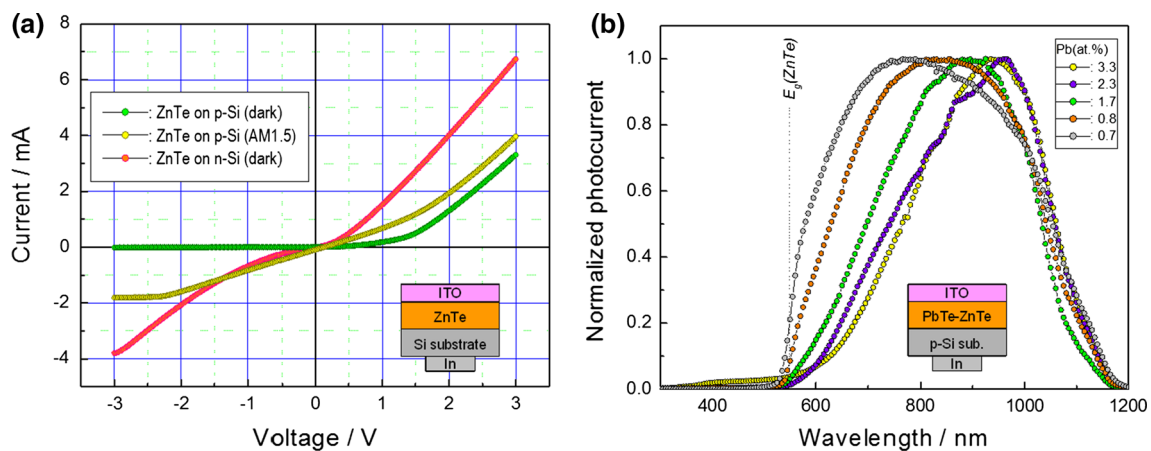 (a)
8
6
4
2
0
-2
-4
Current / mA
: ZnTe on p-Si (dark)
: ZnTe on p-Si (AM1.5)
: ZnTe on n-Si (dark)
ITO
ZnTe
Si substrate
In
-3
-2
-1
0
1
2
3
Voltage / V
(b)
1.0
0.8
0.6
0.4
0.2
0.0
Normalized photocurrent
Eg(ZnTe)
Pb(at.%)
: 3.3
: 2.3
: 1.7
: 0.8
: 0.7
ITO
PbTe-ZnTe
p-Si sub.
In
400
600
800
1000
1200
Wavelength / nm